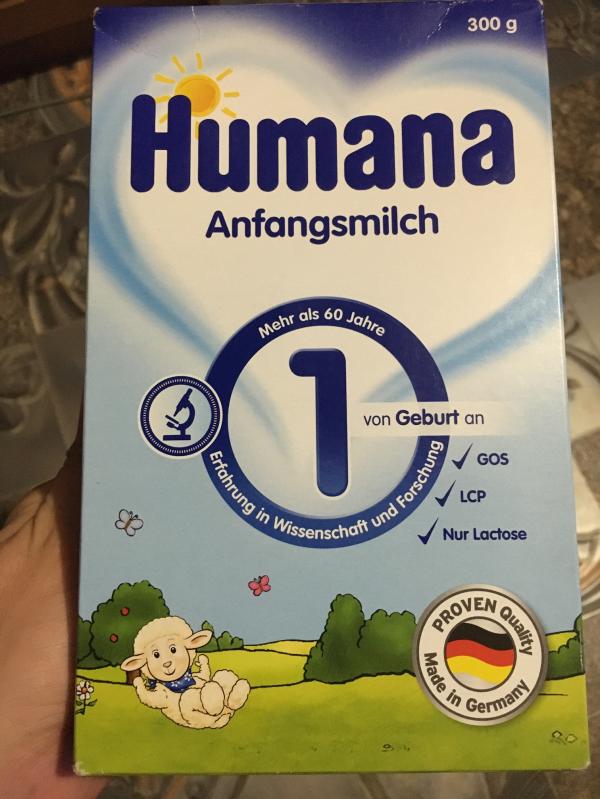 300 g
Humana
Anfangsmilch
Mehr als 60 Jahre
1
von Geburt an
Erfahrung in Wissenschaft und Forschung
GOS
LCP
Nur Lactose
PROVEN Quality
Made in Germany